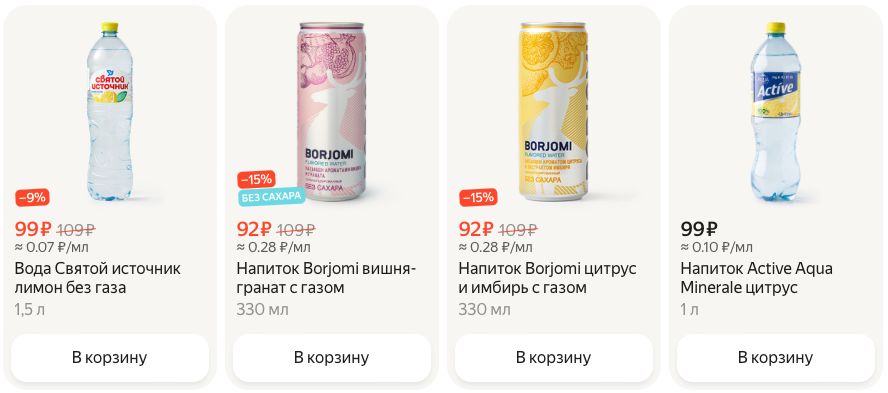 СВЯТОЙ
ИСТОЧНИК
–9%
99₽ 109₽
≈ 0.07 ₽/мл
Вода Святой источник
лимон без газа
1,5 л
В корзину
BORJOMI
FLAVORED WATER
БЕЗ САХАРА
–15%
БЕЗ САХАРА
92₽ 109₽
≈ 0.28 ₽/мл
Напиток Borjomi вишня-
гранат с газом
330 мл
В корзину
BORJOMI
FLAVORED WATER
БЕЗ САХАРА
–15%
92₽ 109₽
≈ 0.28 ₽/мл
Напиток Borjomi цитрус
и имбирь с газом
330 мл
В корзину
Active
99₽
≈ 0.10 ₽/мл
Напиток Active Aqua
Minerale цитрус
1 л
В корзину